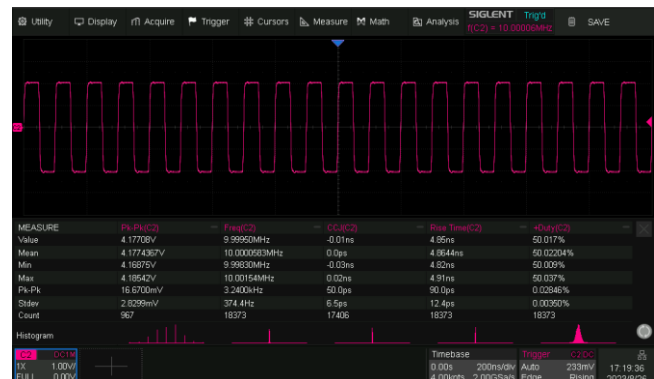 Utility Display Acquire Trigger Cursors Measure Math Analysis SIGLENT Trig'd SAVE
f(C2) = 10.00006MHz
C2
MEASURE Pk-Pk(C2) Freq(C2) CCJ(C2) Rise Time(C2) +Duty(C2)
Value 4.17708V 9.99950MHz -0.01ns 4.85ns 50.017%
Mean 4.1774367V 10.0000583MHz 0.0ps 4.8644ns 50.02204%
Min 4.16875V 9.99830MHz -0.03ns 4.82ns 50.009%
Max 4.18542V 10.00154MHz 0.02ns 4.91ns 50.037%
Pk-Pk 16.6700mV 3.2400kHz 50.0ps 90.0ps 0.02846%
Stdev 2.8299mV 374.4Hz 6.5ps 12.4ps 0.00350%
Count 967 18373 17406 18373 18373
Histogram
C2 DC1M Timebase Trigger C2:DC
1X 1.00V/ 0.00s 200ns/div Auto 233mV 17:19:36
FULL 0.00V 4.00kpts 2.00GSa/s Edge Rising 2023/8/26